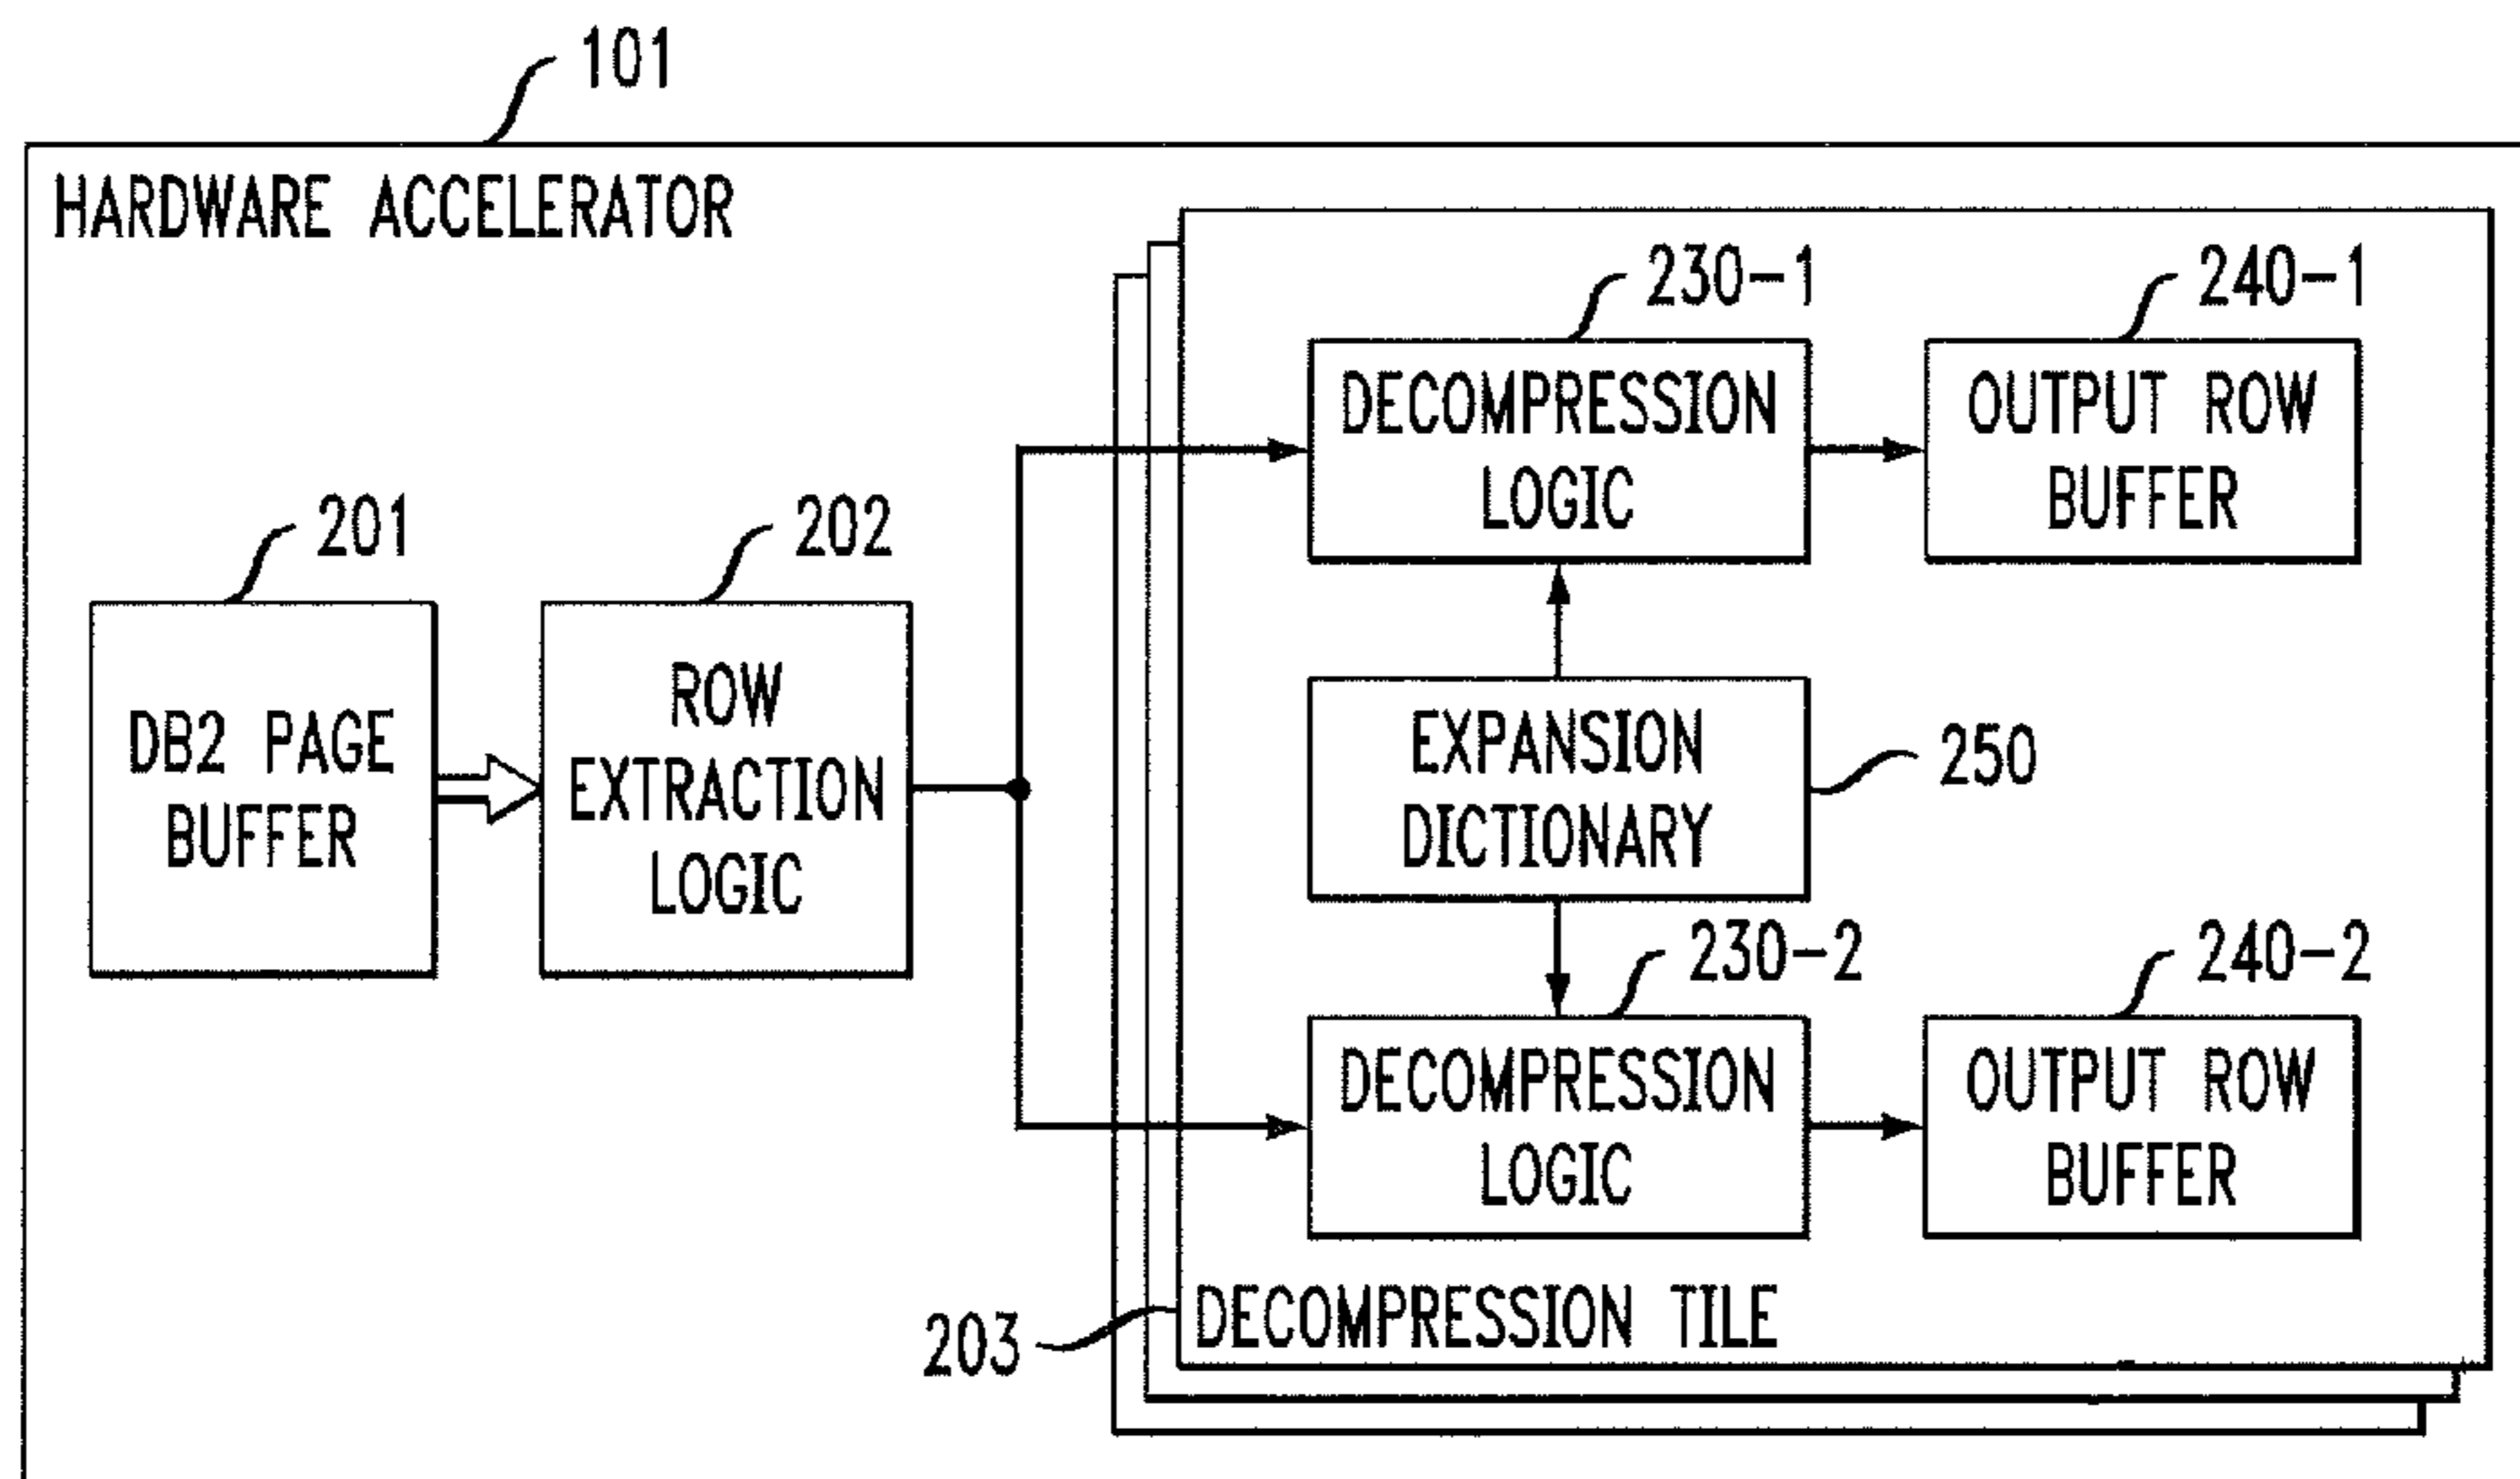 101
HARDWARE ACCELERATOR
230-1
240-1
DECOMPRESSION
LOGIC
OUTPUT ROW
BUFFER
201
202
DB2 PAGE
BUFFER
ROW
EXTRACTION
LOGIC
EXPANSION
DICTIONARY
250
230-2
240-2
DECOMPRESSION
LOGIC
OUTPUT ROW
BUFFER
203
DECOMPRESSION TILE